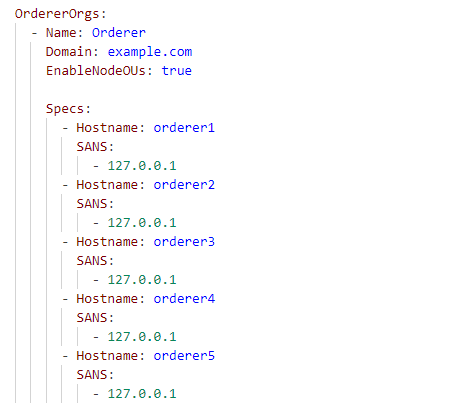 OrdererOrgs:
- Name: Orderer
Domain: example.com
EnableNodeOUs: true
Specs:
- Hostname: orderer1
SANS:
- 127.0.0.1
- Hostname: orderer2
SANS:
- 127.0.0.1
- Hostname: orderer3
SANS:
- 127.0.0.1
- Hostname: orderer4
SANS:
- 127.0.0.1
- Hostname: orderer5
SANS:
- 127.0.0.1